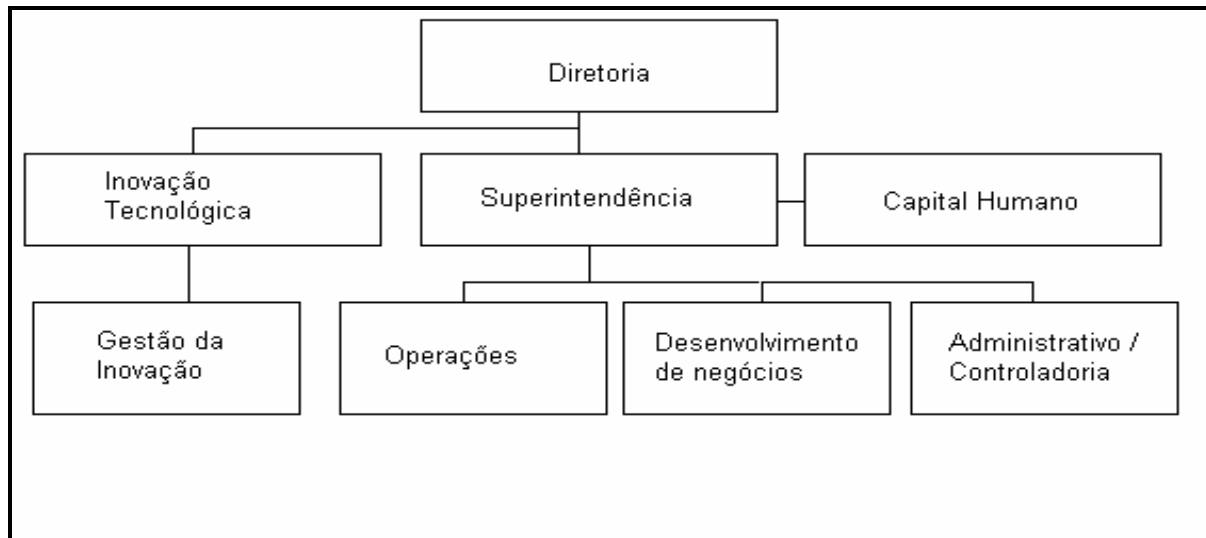 Diretoria
Inovação
Tecnológica
Superintendência
Capital Humano
Gestão da
Inovação
Operações
Desenvolvimento
de negócios
Administrativo /
Controladoria